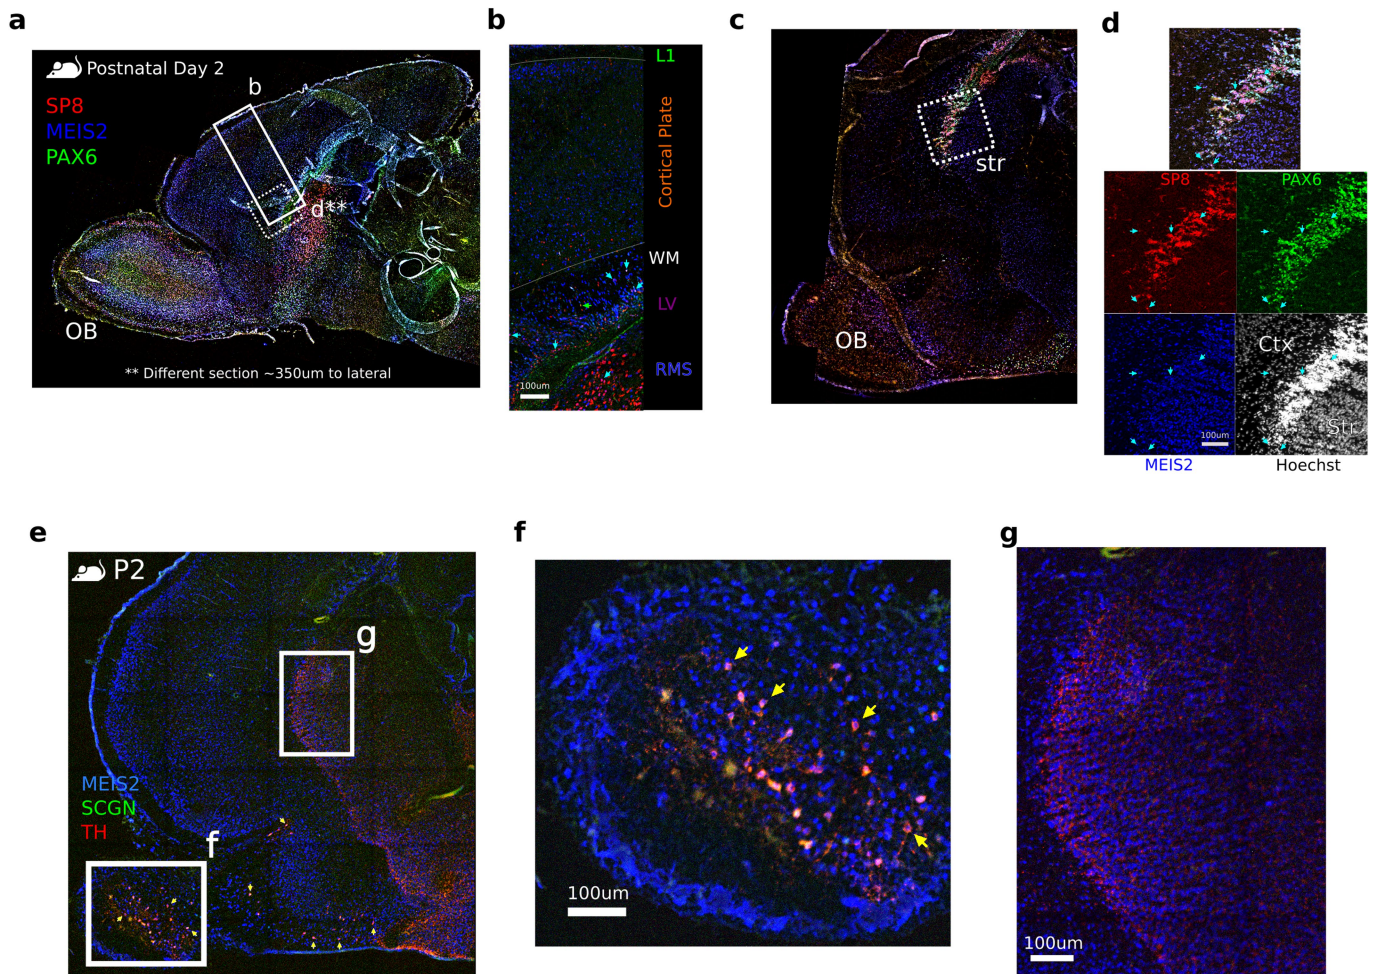 a
Postnatal Day 2
SP8
MEIS2
PAX6
b
d**
OB
** Different section ~350um to lateral
b
L1
Cortical Plate
WM
LV
RMS
100um
c
str
OB
d
SP8
PAX6
Ctx
Str
100um
MEIS2
Hoechst
e
P2
g
MEIS2
SCGN
TH
f
f
100um
g
100um